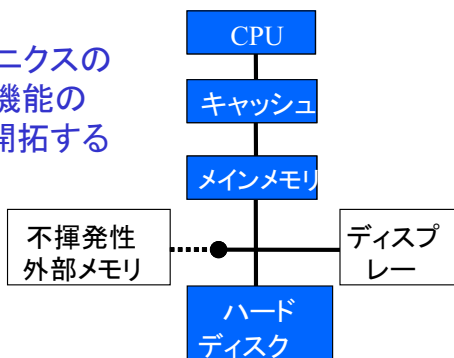 ニクスの
機能の
開拓する
CPU
キャッシュ
メインメモリ
不揮発性
外部メモリ
ディスプ
レー
ハード
ディスク